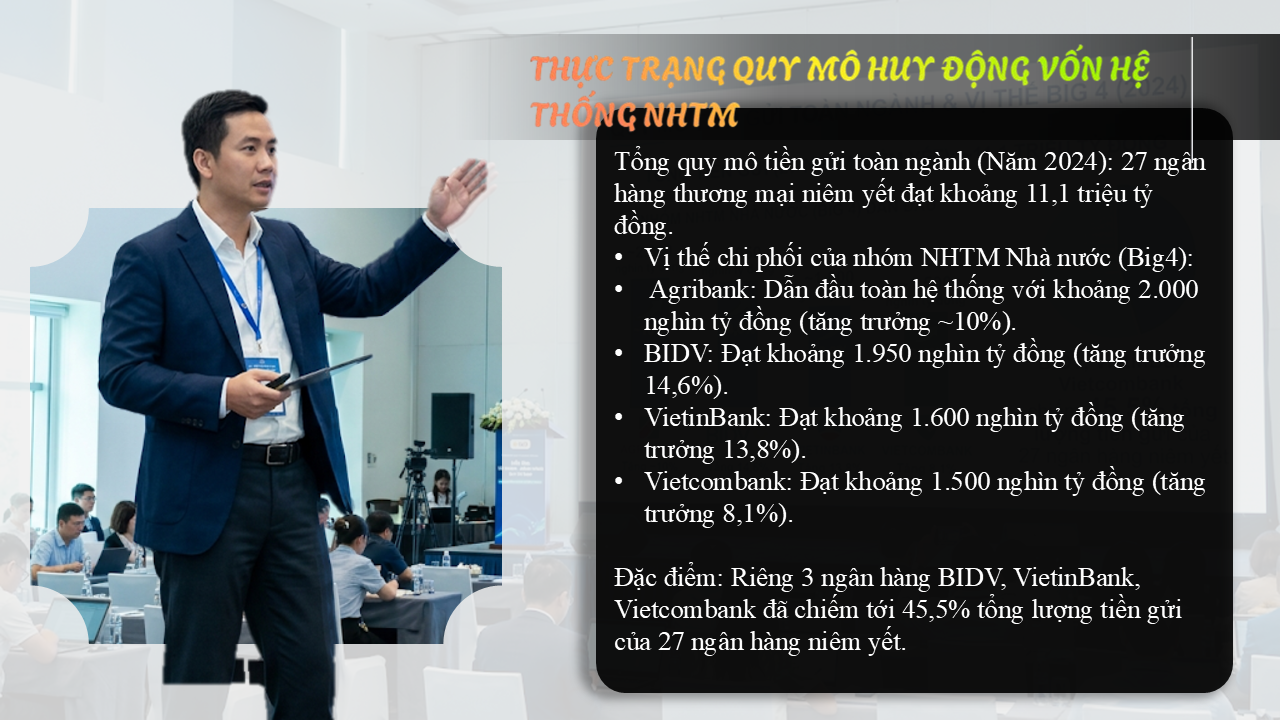 THỰC TRẠNG QUY MÔ HUY ĐỘNG VỐN HỆ
THỐNG NHTM
Tổng quy mô tiền gửi toàn ngành (Năm 2024): 27 ngân
hàng thương mại niêm yết đạt khoảng 11,1 triệu tỷ
đồng.
• Vị thế chi phối của nhóm NHTM Nhà nước (Big4):
• Agribank: Dẫn đầu toàn hệ thống với khoảng 2.000
nghìn tỷ đồng (tăng trưởng ~10%).
• BIDV: Đạt khoảng 1.950 nghìn tỷ đồng (tăng trưởng
14,6%).
• VietinBank: Đạt khoảng 1.600 nghìn tỷ đồng (tăng
trưởng 13,8%).
• Vietcombank: Đạt khoảng 1.500 nghìn tỷ đồng (tăng
trưởng 8,1%).
Đặc điểm: Riêng 3 ngân hàng BIDV, VietinBank,
Vietcombank đã chiếm tới 45,5% tổng lượng tiền gửi
của 27 ngân hàng niêm yết.